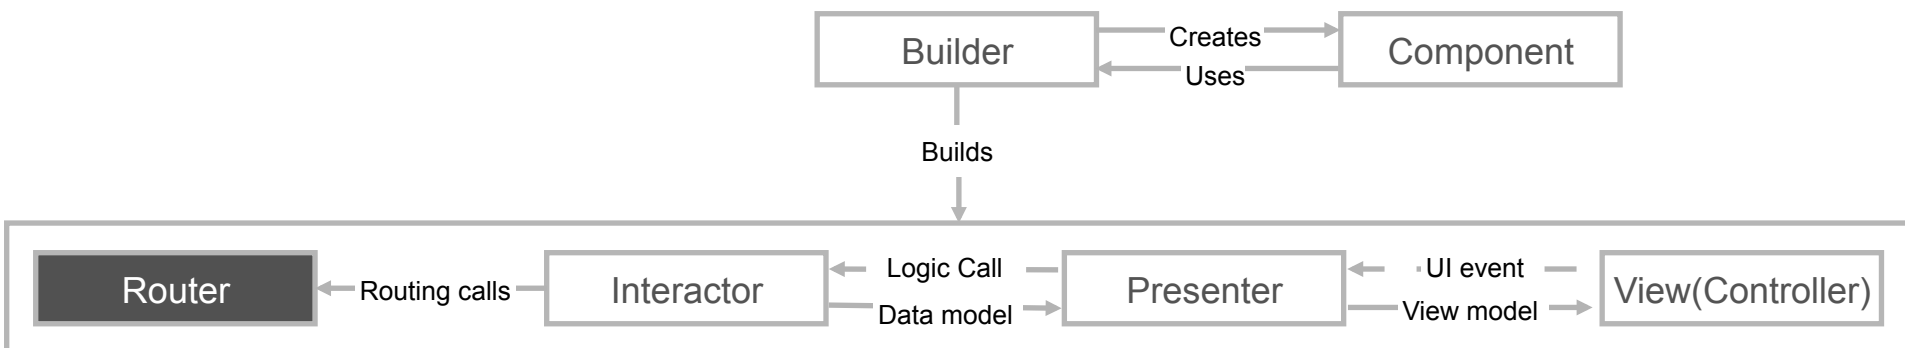 Builder
Creates
Uses
Component
Builds
Router
Routing calls
Interactor
Logic Call
Data model
Presenter
UI event
View model
View(Controller)